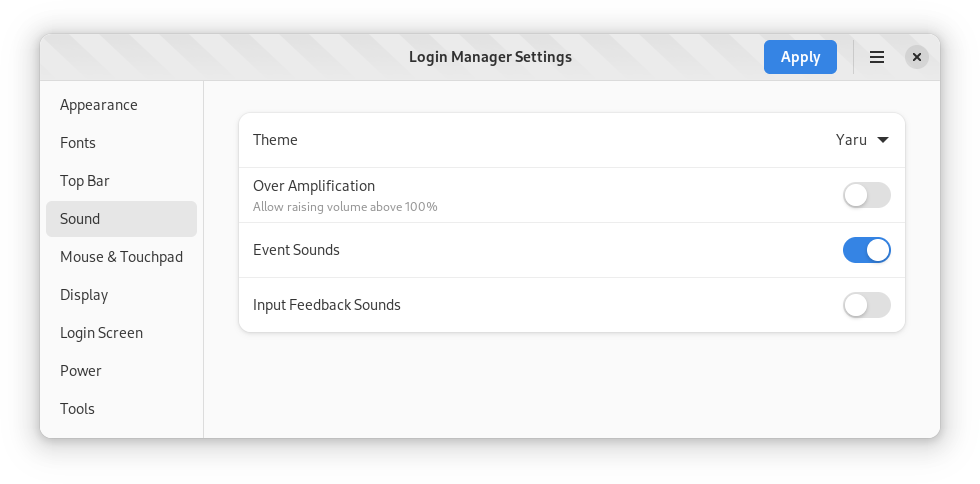 Login Manager Settings
Apply
Appearance
Fonts
Top Bar
Sound
Mouse & Touchpad
Display
Login Screen
Power
Tools
Theme
Yaru
Over Amplification
Allow raising volume above 100%
Event Sounds
Input Feedback Sounds